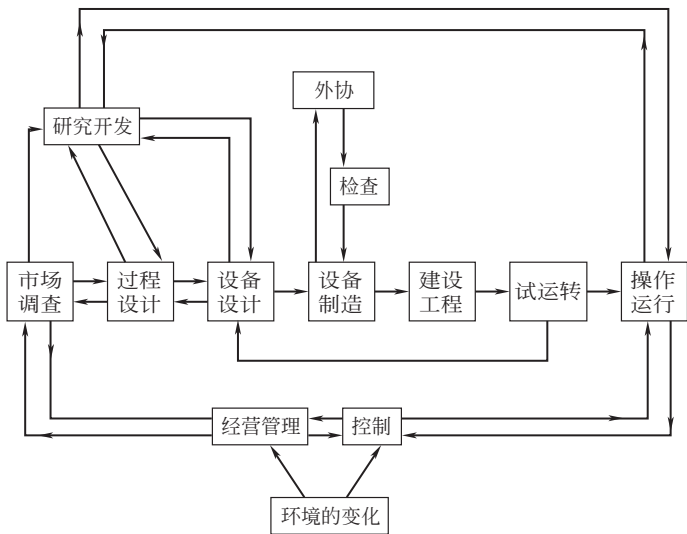 外协
研究开发
检查
市场
调查
过程
设计
设备
设计
设备
制造
建设
工程
试运转
操作
运行
经营管理
控制
环境的变化